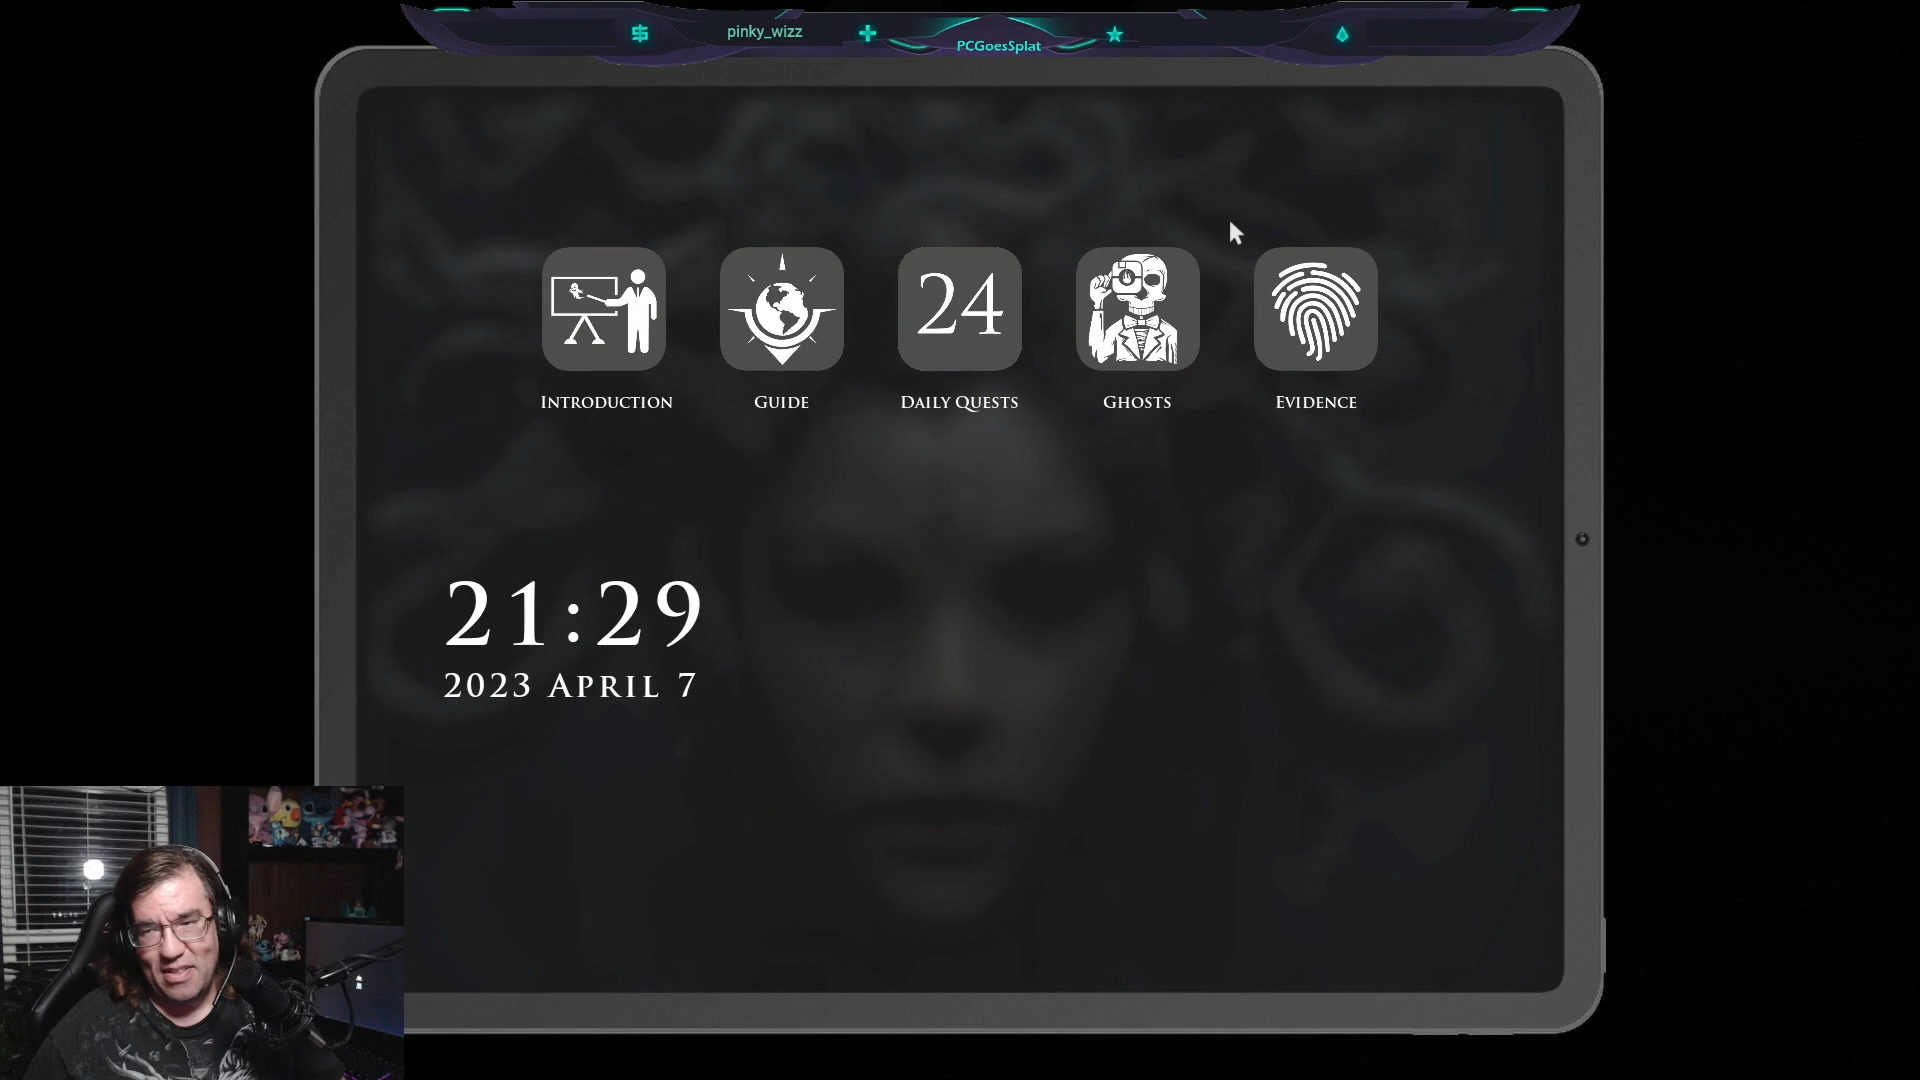 pinky_wizz
PCGoesSplat
24
Introduction
Guide
Daily Quests
Ghosts
Evidence
21:29
2023 April 7